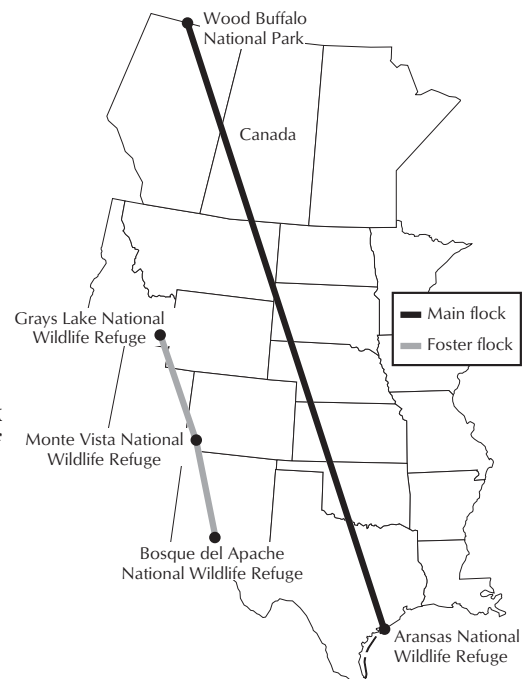 Wood Buffalo
National Park
Canada
Main flock
Foster flock
Grays Lake National
Wildlife Refuge
Monte Vista National
Wildlife Refuge
Bosque del Apache
National Wildlife Refuge
Aransas National
Wildlife Refuge